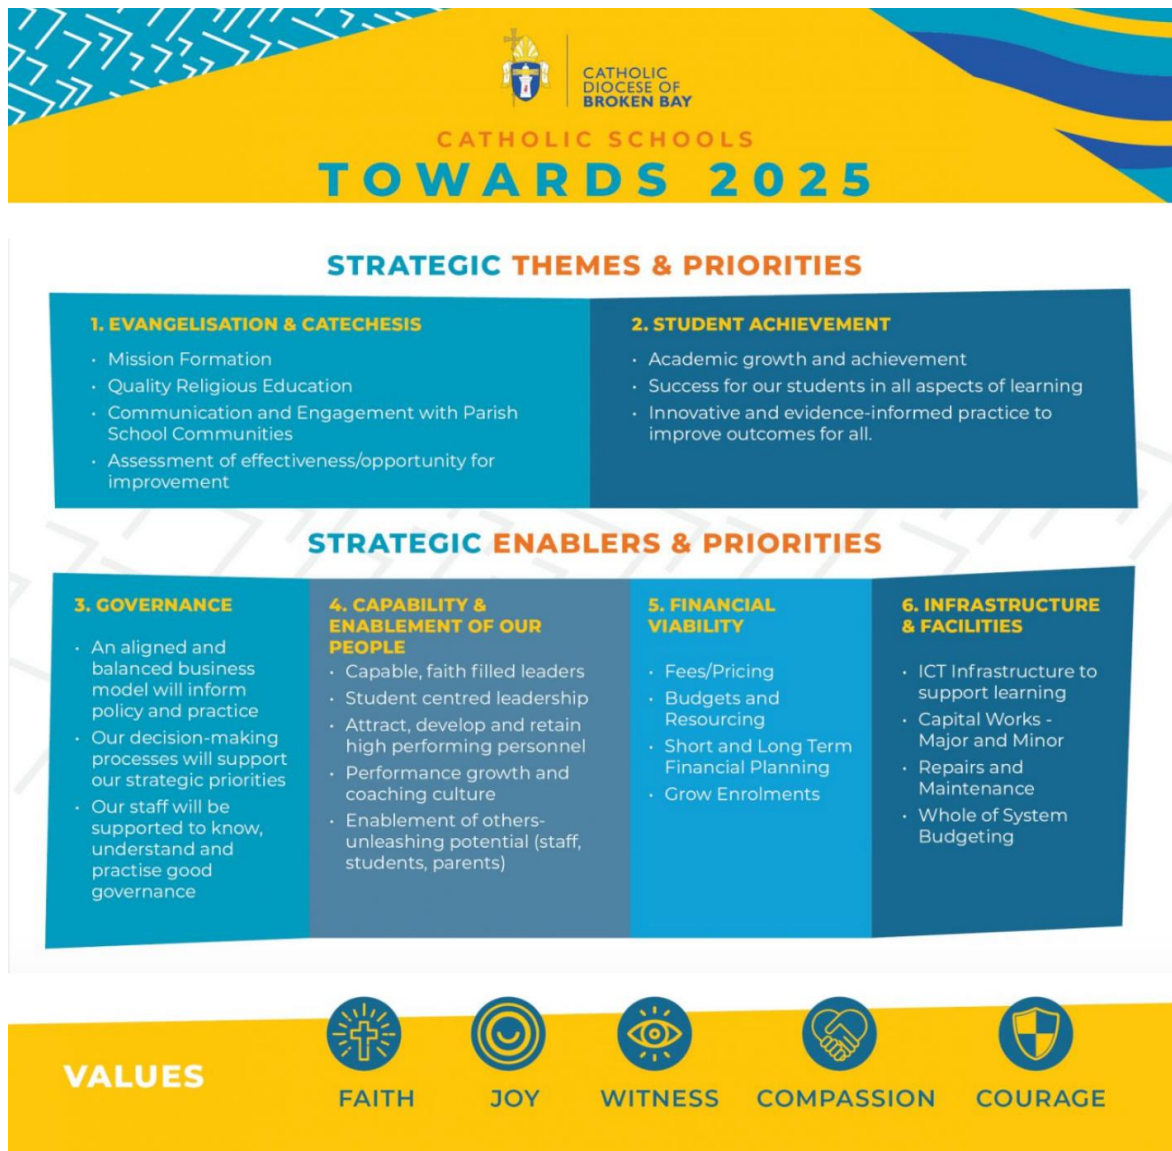 CATHOLIC
DIOCESE OF
BROKEN BAY
CATHOLIC SCHOOLS
TOWARDS 2025
STRATEGIC THEMES & PRIORITIES
1. EVANGELISATION & CATECHESIS
• Mission Formation
• Quality Religious Education
• Communication and Engagement with Parish
School Communities
• Assessment of effectiveness/opportunity for
improvement
2. STUDENT ACHIEVEMENT
• Academic growth and achievement
• Success for our students in all aspects of learning
• Innovative and evidence-informed practice to
improve outcomes for all.
STRATEGIC ENABLERS & PRIORITIES
3. GOVERNANCE
• An aligned and
balanced business
model will inform
policy and practice
• Our decision-making
processes will support
our strategic priorities
• Our staff will be
supported to know,
understand and
practise good
governance
4. CAPABILITY &
ENABLEMENT OF OUR
PEOPLE
• Capable, faith filled leaders
• Student centred leadership
• Attract, develop and retain
high performing personnel
• Performance growth and
coaching culture
• Enablement of others-
unleashing potential (staff,
students, parents)
5. FINANCIAL
VIABILITY
• Fees/Pricing
• Budgets and
Resourcing
• Short and Long Term
Financial Planning
• Grow Enrolments
6. INFRASTRUCTURE
& FACILITIES
• ICT Infrastructure to
support learning
• Capital Works -
Major and Minor
• Repairs and
Maintenance
• Whole of System
Budgeting
VALUES
FAITH
JOY
WITNESS
COMPASSION
COURAGE